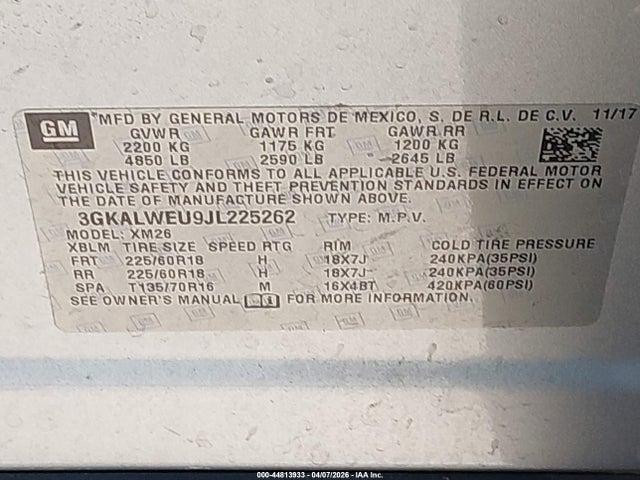 GM
MFD BY GENERAL MOTORS DE MEXICO, S. DE R.L. DE C.V. 11/17
GVWR GAWR FRT GAWR RR
2200 KG 1175 KG 1200 KG
4850 LB 2590 LB 2645 LB
THIS VEHICLE CONFORMS TO ALL APPLICABLE U.S. FEDERAL MOTOR
VEHICLE SAFETY AND THEFT PREVENTION STANDARDS IN EFFECT ON
THE DATE OF MANUFACTURE SHOWN ABOVE.
3GKALWEU9JL225262 TYPE: M.P.V.
MODEL: XM26
XBLM TIRE SIZE SPEED RTG RIM COLD TIRE PRESSURE
FRT 225/60R18 H 18X7J 240KPA(35PSI)
RR 225/60R18 H 18X7J 240KPA(35PSI)
SPA T135/70R16 M 16X4BT 420KPA(60PSI)
SEE OWNER'S MANUAL FOR MORE INFORMATION.
000-44813933 - 04/07/2026 - IAA Inc.